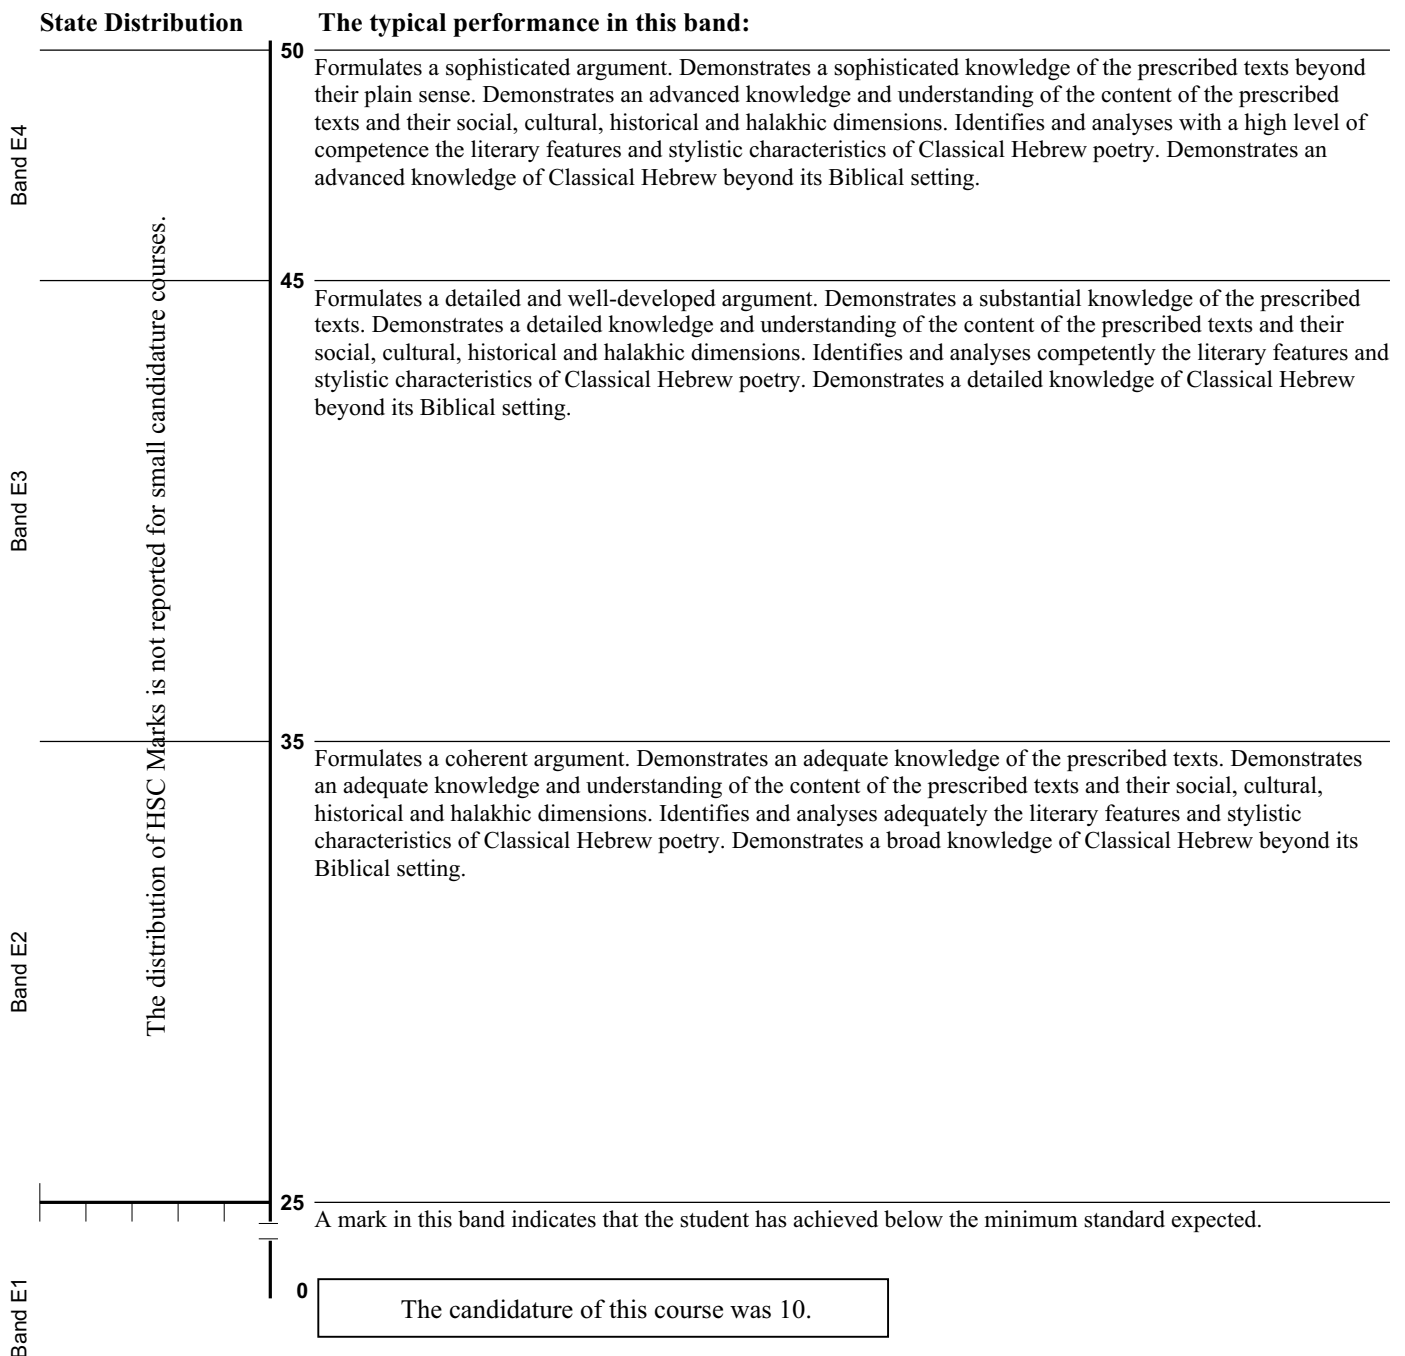 State Distribution
The typical performance in this band:
50
Formulates a sophisticated argument. Demonstrates a sophisticated knowledge of the prescribed texts beyond
their plain sense. Demonstrates an advanced knowledge and understanding of the content of the prescribed
texts and their social, cultural, historical and halakhic dimensions. Identifies and analyses with a high level of
competence the literary features and stylistic characteristics of Classical Hebrew poetry. Demonstrates an
advanced knowledge of Classical Hebrew beyond its Biblical setting.
Band E4
45
Formulates a detailed and well-developed argument. Demonstrates a substantial knowledge of the prescribed
texts. Demonstrates a detailed knowledge and understanding of the content of the prescribed texts and their
social, cultural, historical and halakhic dimensions. Identifies and analyses competently the literary features and
stylistic characteristics of Classical Hebrew poetry. Demonstrates a detailed knowledge of Classical Hebrew
beyond its Biblical setting.
Band E3
The distribution of HSC Marks is not reported for small candidature courses.
35
Formulates a coherent argument. Demonstrates an adequate knowledge of the prescribed texts. Demonstrates
an adequate knowledge and understanding of the content of the prescribed texts and their social, cultural,
historical and halakhic dimensions. Identifies and analyses adequately the literary features and stylistic
characteristics of Classical Hebrew poetry. Demonstrates a broad knowledge of Classical Hebrew beyond its
Biblical setting.
Band E2
25
A mark in this band indicates that the student has achieved below the minimum standard expected.
0
Band E1
The candidature of this course was 10.